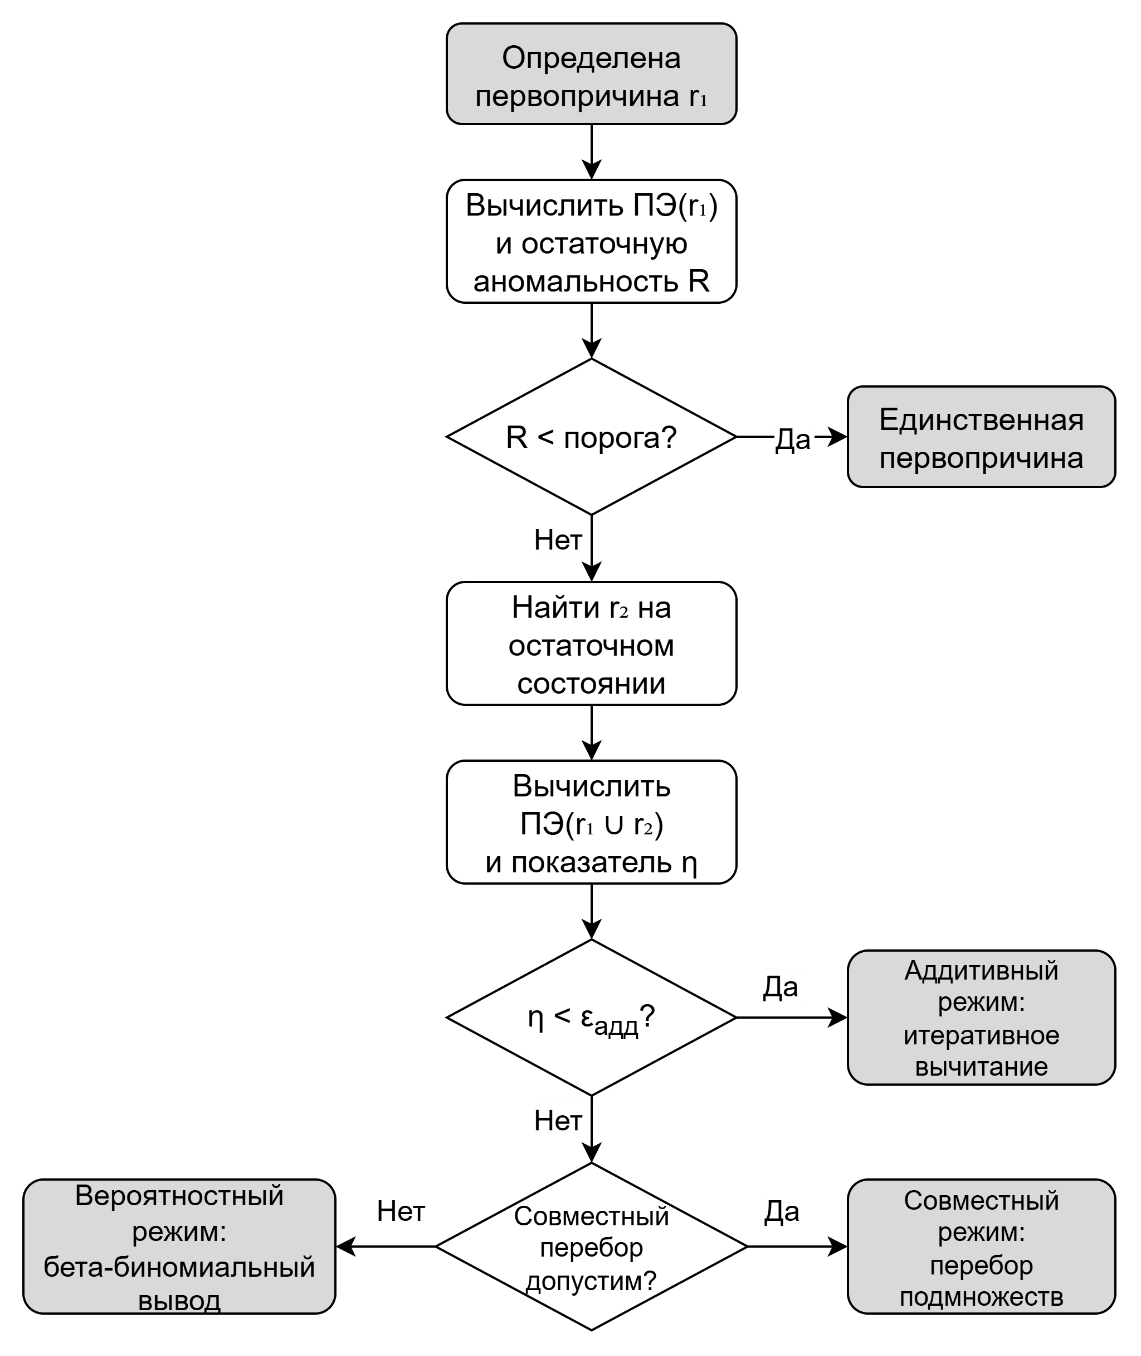 Определена
первопричина r₁
Вычислить ПЭ(r₁)
и остаточную
аномальность R
R < порога?
Да
Единственная
первопричина
Нет
Найти r₂ на
остаточном
состоянии
Вычислить
ПЭ(r₁ ∪ r₂)
и показатель η
η < εадд?
Да
Аддитивный
режим:
итеративное
вычитание
Нет
Совместный
перебор
допустим?
Нет
Вероятностный
режим:
бета-биномиальный
вывод
Да
Совместный
режим:
перебор
подмножеств